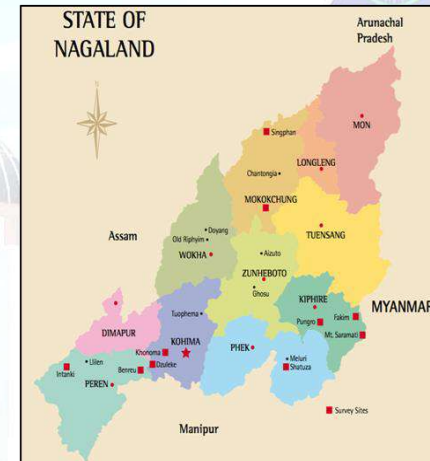 STATE OF
NAGALAND
Arunachal
Pradesh
N
Singphan
MON
LONGLENG
Chantongia
MOKOKCHUNG
Assam
Doyang
Old Riphyim
WOKHA
TUENSANG
Aizuto
ZUNHEBOTO
Ghosu
KIPHIRE
MYANMAR
Fakim
Pungro
Mt. Saramati
Tuophena
DIMAPUR
KOHIMA
PHEK
Khonoma
Dzuleke
Meluri
Shatuza
Lilien
Benreu
Intanki
PEREN
Survey Sites
Manipur